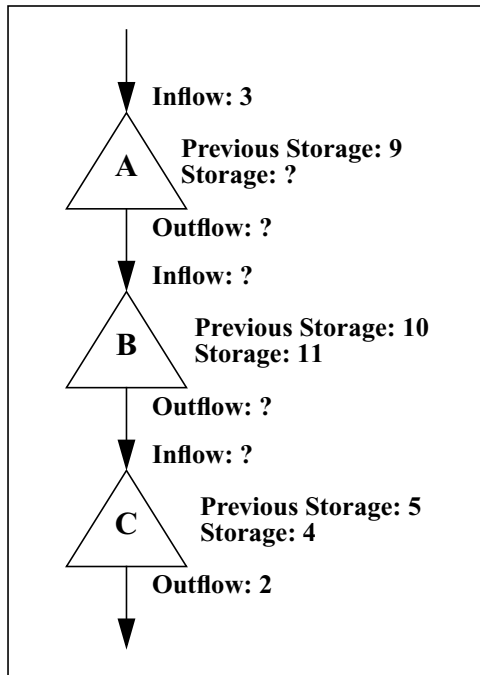 Inflow: 3
A
Previous Storage: 9
Storage: ?
Outflow: ?
Inflow: ?
B
Previous Storage: 10
Storage: 11
Outflow: ?
Inflow: ?
C
Previous Storage: 5
Storage: 4
Outflow: 2